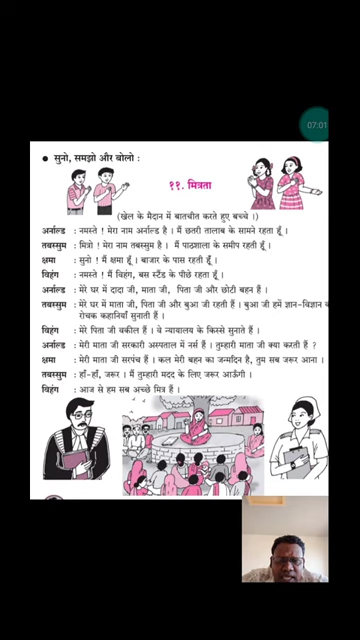 07:01
• सुनो, समझो और बोलो :
११. मित्रता
(खेल के मैदान में बातचीत करते हुए बच्चे ।)
अर्नाल्ड : नमस्ते ! मेरा नाम अर्नाल्ड है । मैं छतरी तालाब के सामने रहता हूँ ।
तबस्सुम : मित्रो ! मेरा नाम तबस्सुम है । मैं पाठशाला के समीप रहती हूँ ।
क्षमा : सुनो ! मैं क्षमा हूँ । बाजार के पास रहती हूँ ।
विहंग : नमस्ते ! मैं विहंग, बस स्टैंड के पीछे रहता हूँ ।
अर्नाल्ड : मेरे घर में दादा जी, माता जी, पिता जी और छोटी बहन हैं ।
तबस्सुम : मेरे घर में माता जी, पिता जी और बुआ जी रहती हैं । बुआ जी हमें ज्ञान-विज्ञान क
रोचक कहानियाँ सुनाती हैं ।
विहंग : मेरे पिता जी वकील हैं । वे न्यायालय के किस्से सुनाते हैं ।
अर्नाल्ड : मेरी माता जी सरकारी अस्पताल में नर्स हैं । तुम्हारी माता जी क्या करती हैं ?
क्षमा : मेरी माता जी सरपंच हैं । कल मेरी बहन का जन्मदिन है, तुम सब जरूर आना ।
तबस्सुम : हाँ-हाँ, जरूर । मैं तुम्हारी मदद के लिए जरूर आऊँगी ।
विहंग : आज से हम सब अच्छे मित्र हैं ।